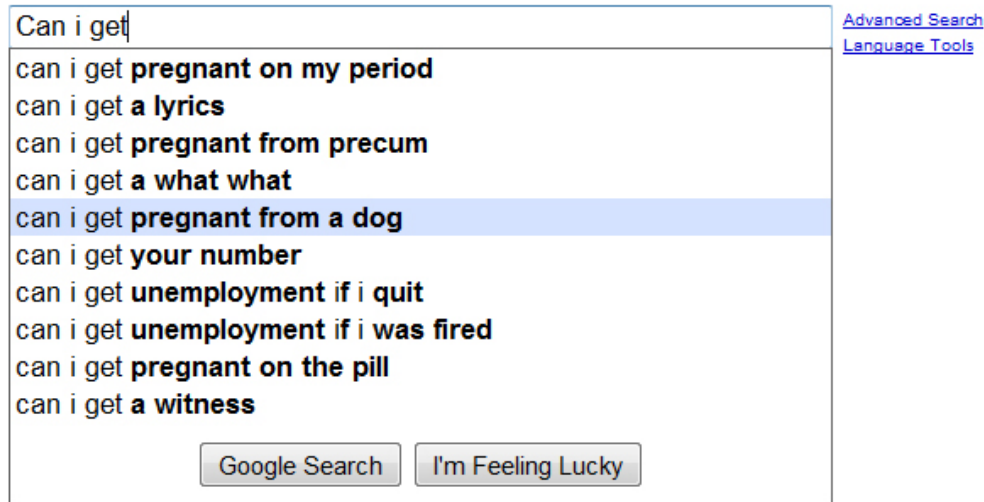 Can i get
Advanced Search
Language Tools
can i get pregnant on my period
can i get a lyrics
can i get pregnant from precum
can i get a what what
can i get pregnant from a dog
can i get your number
can i get unemployment if i quit
can i get unemployment if i was fired
can i get pregnant on the pill
can i get a witness
Google Search
I'm Feeling Lucky